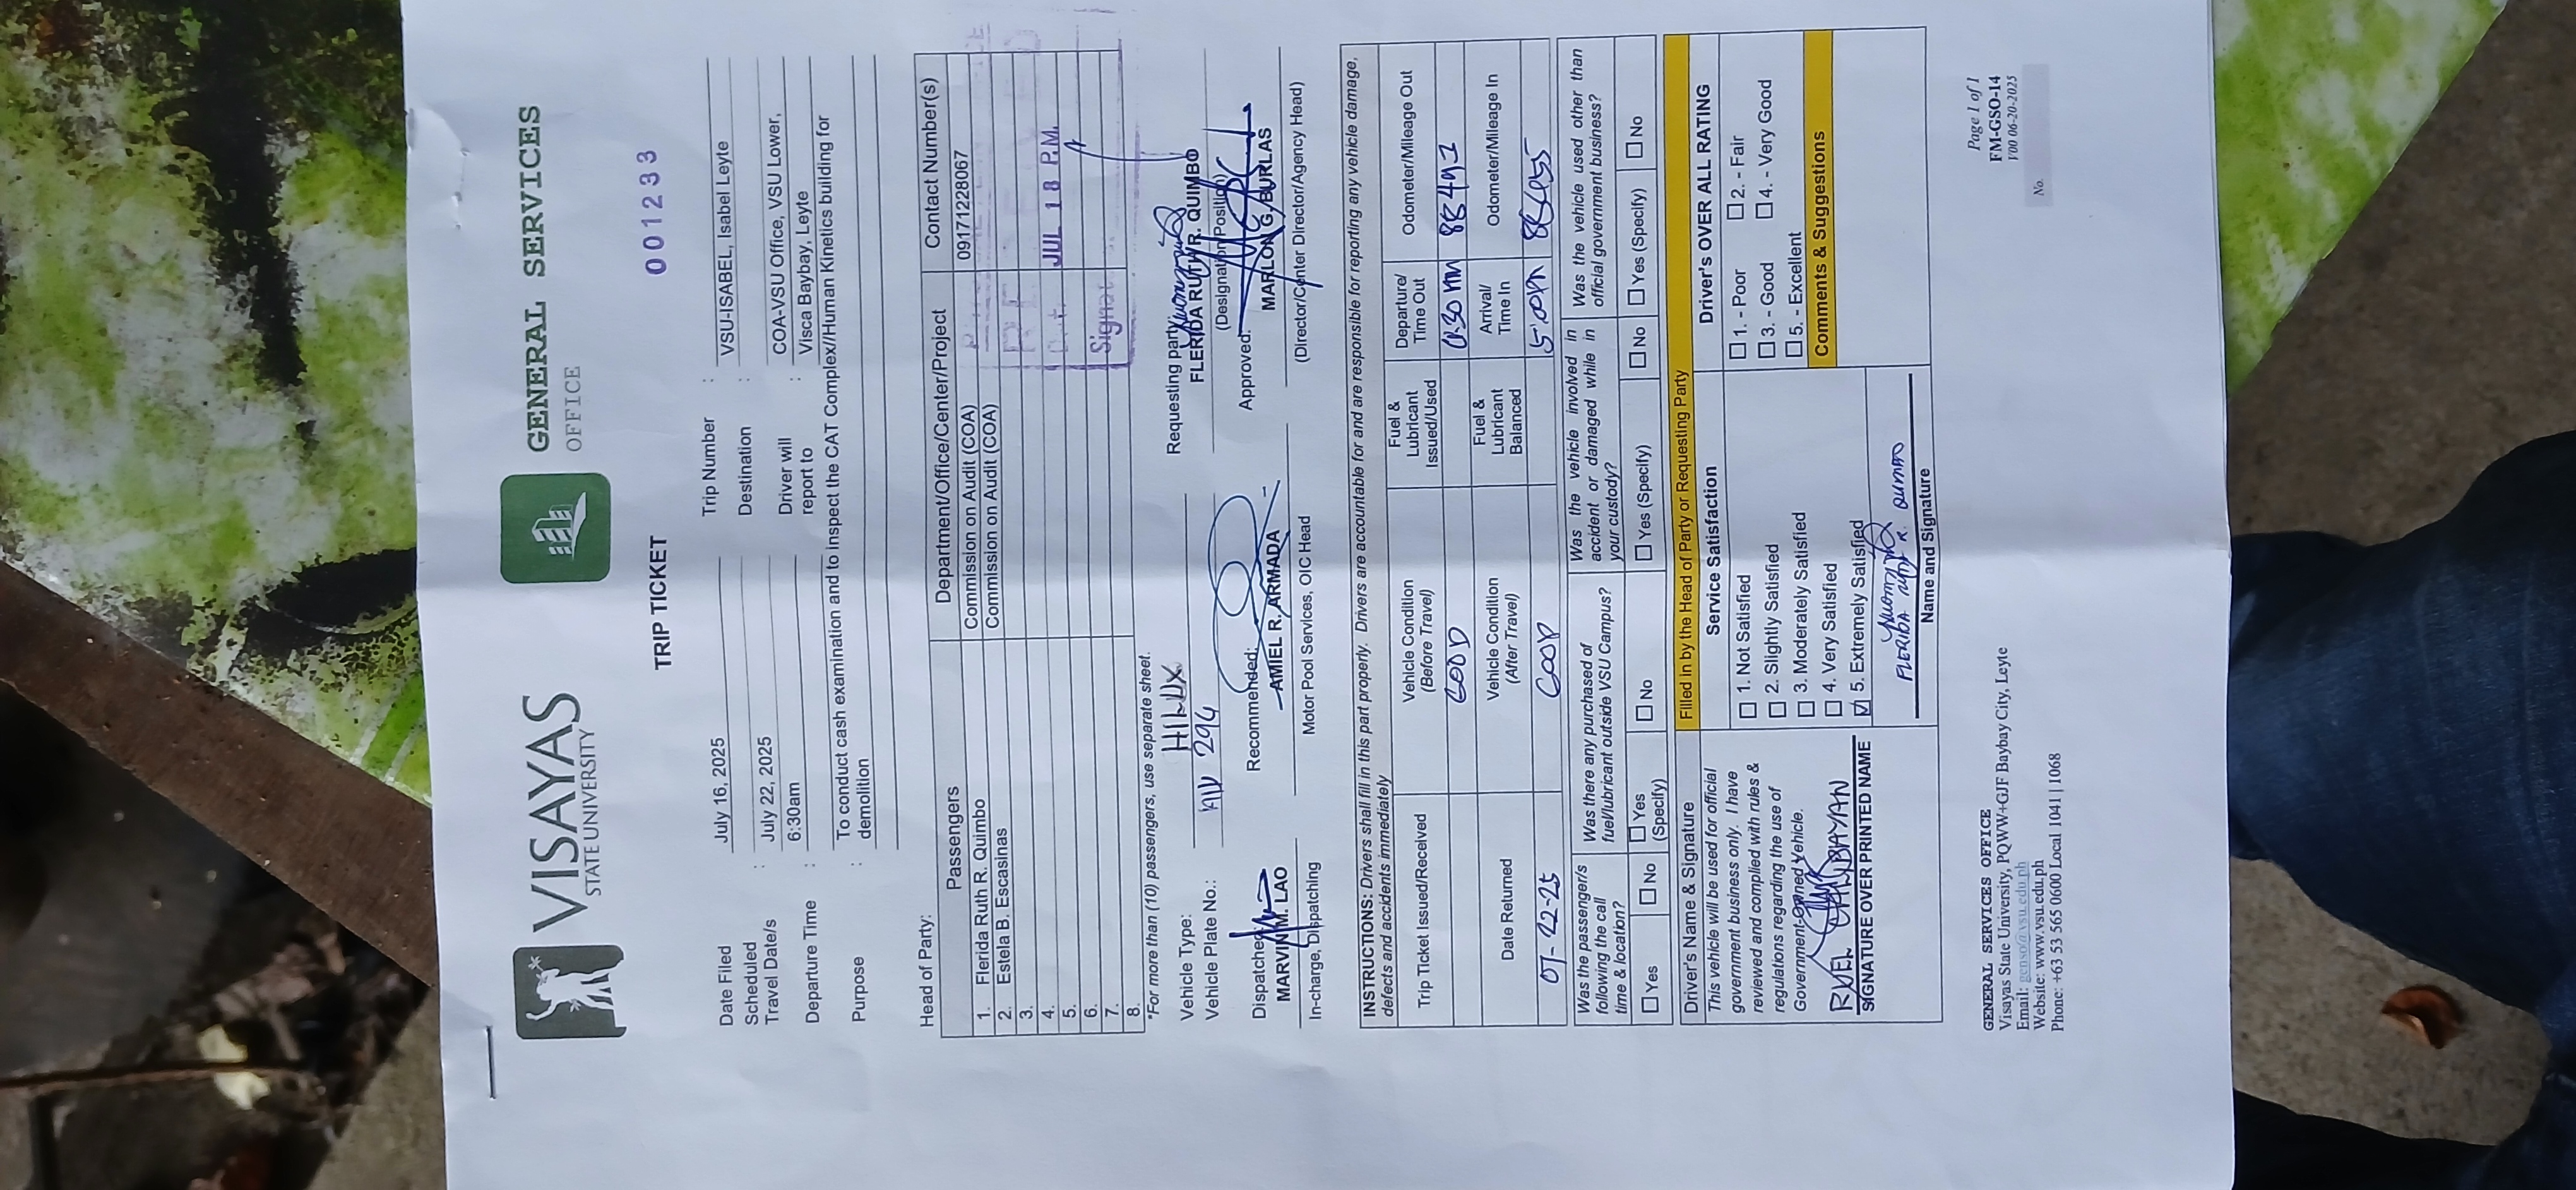 VISAYAS
STATE UNIVERSITY
GENERAL SERVICES
OFFICE
TRIP TICKET
001233
Date Filed July 16, 2025
Trip Number :
Scheduled Travel Date/s : July 22, 2025
Destination : VSU-ISABEL, Isabel Leyte
Departure Time : 6:30am
Driver will report to : COA-VSU Office, VSU Lower, Visca Baybay, Leyte
Purpose : To conduct cash examination and to inspect the CAT Complex//Human Kinetics building for
demolition
Head of Party:
Passengers Department/Office/Center/Project Contact Number(s)
1. Flerida Ruth R. Quimbo Commission on Audit (COA) 09171228067
2. Estela B. Escasinas Commission on Audit (COA)
3.
4.
5.
6.
7.
8.
JUL 18 P.M.
Signat
*For more than (10) passengers, use separate sheet.
Vehicle Type: HILUX
Vehicle Plate No.: 294
Requesting party:
FLERIDA RUTH R. QUIMBO
(Designation/Position)
Dispatched:
MARVIN M. LAO
In-charge, Dispatching
Recommended:
AMIEL R. ARMADA
Motor Pool Services, OIC Head
Approved:
MARLON G. BURLAS
(Director/Center Director/Agency Head)
INSTRUCTIONS: Drivers shall fill in this part properly. Drivers are accountable for and are responsible for reporting any vehicle damage,
defects and accidents immediately
Trip Ticket Issued/Received Vehicle Condition (Before Travel) Fuel & Lubricant Issued/Used Departure/ Time Out Odometer/Mileage Out
GOOD
Date Returned Vehicle Condition (After Travel) Fuel & Lubricant Balanced Arrival/ Time In Odometer/Mileage In
07-22-25 GOOD
Was the passenger/s following the call time & location?
Yes No
Was there any purchased of fuel/lubricant outside VSU Campus?
Yes (Specify) No
Was the vehicle involved in accident or damaged while in your custody?
Yes (Specify) No
Was the vehicle used other than official government business?
Yes (Specify) No
Driver's Name & Signature
This vehicle will be used for official
government business only. I have
reviewed and complied with rules &
regulations regarding the use of
Government-Owned Vehicle.
SIGNATURE OVER PRINTED NAME
Filled in by the Head of Party or Requesting Party
Service Satisfaction
1. Not Satisfied
2. Slightly Satisfied
3. Moderately Satisfied
4. Very Satisfied
5. Extremely Satisfied
FLERIDA RUTH R. QUIMBO
Name and Signature
Driver's OVER ALL RATING
1. - Poor 2. - Fair
3. - Good 4. - Very Good
5. - Excellent
Comments & Suggestions
GENERAL SERVICES OFFICE
Visayas State University, PQWW+GJF Baybay City, Leyte
Email: genso@vsu.edu.ph
Website: www.vsu.edu.ph
Phone: +63 53 565 0600 Local 1041 | 1068
Page 1 of 1
FM-GSO-14
V00 06-20-2025
No.